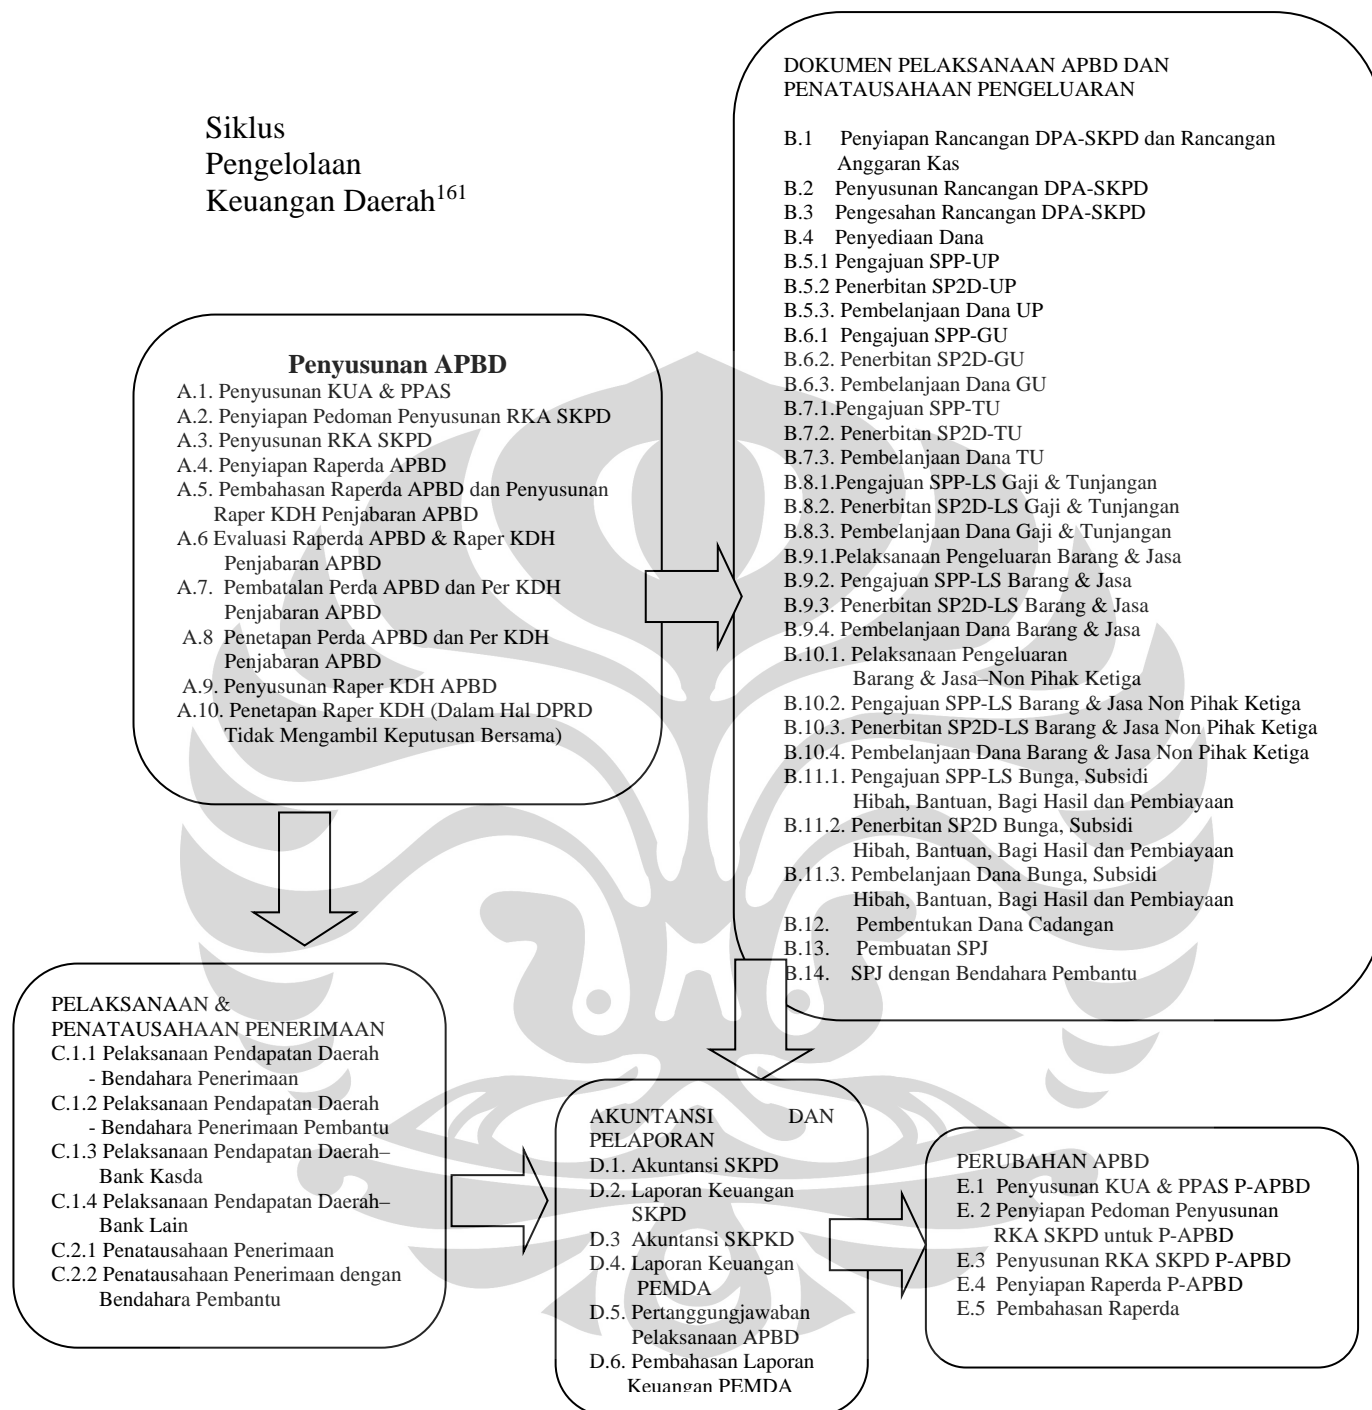 Siklus
Pengelolaan
Keuangan Daerah161
Penyusunan APBD
A.1. Penyusunan KUA & PPAS
A.2. Penyiapan Pedoman Penyusunan RKA SKPD
A.3. Penyusunan RKA SKPD
A.4. Penyiapan Raperda APBD
A.5. Pembahasan Raperda APBD dan Penyusunan
Raper KDH Penjabaran APBD
A.6 Evaluasi Raperda APBD & Raper KDH
Penjabaran APBD
A.7. Pembatalan Perda APBD dan Per KDH
Penjabaran APBD
A.8 Penetapan Perda APBD dan Per KDH
Penjabaran APBD
A.9. Penyusunan Raper KDH APBD
A.10. Penetapan Raper KDH (Dalam Hal DPRD
Tidak Mengambil Keputusan Bersama)
DOKUMEN PELAKSANAAN APBD DAN
PENATAUSAHAAN PENGELUARAN
B.1 Penyiapan Rancangan DPA-SKPD dan Rancangan
Anggaran Kas
B.2 Penyusunan Rancangan DPA-SKPD
B.3 Pengesahan Rancangan DPA-SKPD
B.4 Penyediaan Dana
B.5.1 Pengajuan SPP-UP
B.5.2 Penerbitan SP2D-UP
B.5.3. Pembelanjaan Dana UP
B.6.1 Pengajuan SPP-GU
B.6.2. Penerbitan SP2D-GU
B.6.3. Pembelanjaan Dana GU
B.7.1.Pengajuan SPP-TU
B.7.2. Penerbitan SP2D-TU
B.7.3. Pembelanjaan Dana TU
B.8.1.Pengajuan SPP-LS Gaji & Tunjangan
B.8.2. Penerbitan SP2D-LS Gaji & Tunjangan
B.8.3. Pembelanjaan Dana Gaji & Tunjangan
B.9.1.Pelaksanaan Pengeluaran Barang & Jasa
B.9.2. Pengajuan SPP-LS Barang & Jasa
B.9.3. Penerbitan SP2D-LS Barang & Jasa
B.9.4. Pembelanjaan Dana Barang & Jasa
B.10.1. Pelaksanaan Pengeluaran
Barang & Jasa–Non Pihak Ketiga
B.10.2. Pengajuan SPP-LS Barang & Jasa Non Pihak Ketiga
B.10.3. Penerbitan SP2D-LS Barang & Jasa Non Pihak Ketiga
B.10.4. Pembelanjaan Dana Barang & Jasa Non Pihak Ketiga
B.11.1. Pengajuan SPP-LS Bunga, Subsidi
Hibah, Bantuan, Bagi Hasil dan Pembiayaan
B.11.2. Penerbitan SP2D Bunga, Subsidi
Hibah, Bantuan, Bagi Hasil dan Pembiayaan
B.11.3. Pembelanjaan Dana Bunga, Subsidi
Hibah, Bantuan, Bagi Hasil dan Pembiayaan
B.12. Pembentukan Dana Cadangan
B.13. Pembuatan SPJ
B.14. SPJ dengan Bendahara Pembantu
PELAKSANAAN &
PENATAUSAHAAN PENERIMAAN
C.1.1 Pelaksanaan Pendapatan Daerah
- Bendahara Penerimaan
C.1.2 Pelaksanaan Pendapatan Daerah
- Bendahara Penerimaan Pembantu
C.1.3 Pelaksanaan Pendapatan Daerah–
Bank Kasda
C.1.4 Pelaksanaan Pendapatan Daerah–
Bank Lain
C.2.1 Penatausahaan Penerimaan
C.2.2 Penatausahaan Penerimaan dengan
Bendahara Pembantu
AKUNTANSI DAN
PELAPORAN
D.1. Akuntansi SKPD
D.2. Laporan Keuangan
SKPD
D.3 Akuntansi SKPKD
D.4. Laporan Keuangan
PEMDA
D.5. Pertanggungjawaban
Pelaksanaan APBD
D.6. Pembahasan Laporan
Keuangan PEMDA
PERUBAHAN APBD
E.1 Penyusunan KUA & PPAS P-APBD
E. 2 Penyiapan Pedoman Penyusunan
RKA SKPD untuk P-APBD
E.3 Penyusunan RKA SKPD P-APBD
E.4 Penyiapan Raperda P-APBD
E.5 Pembahasan Raperda